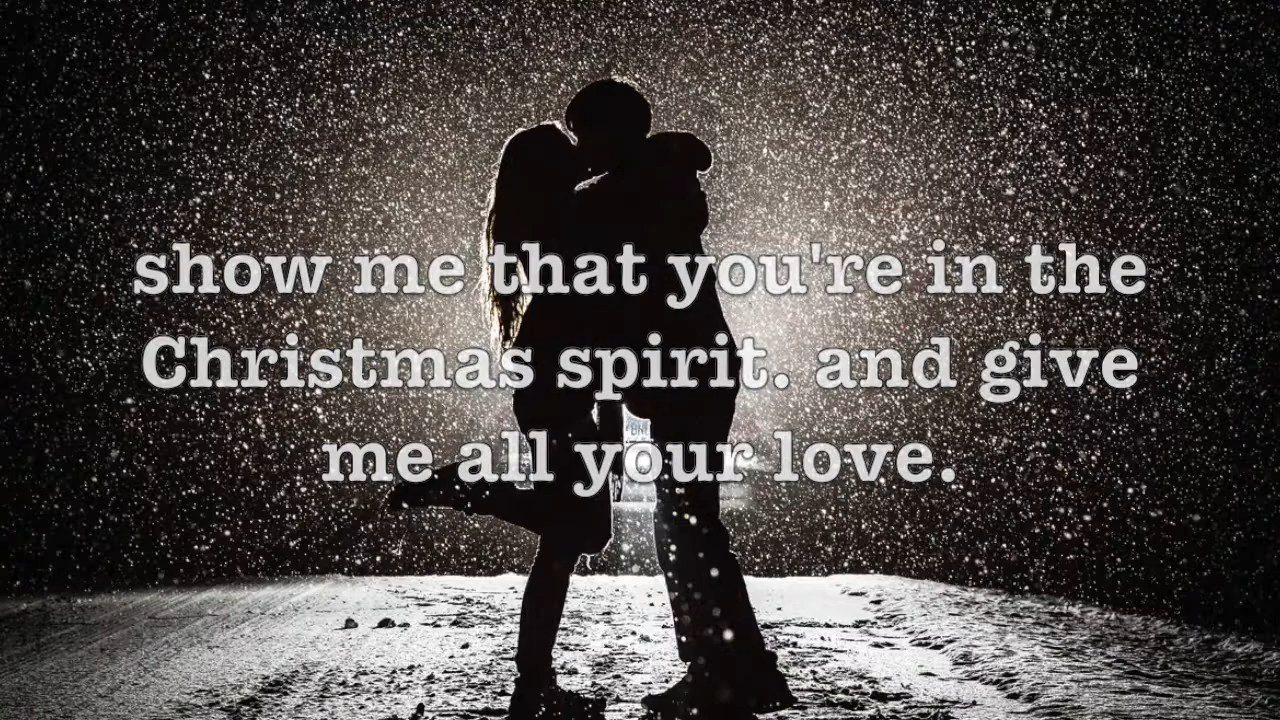 show me that you're in the
Christmas spirit. and give
me all your love.